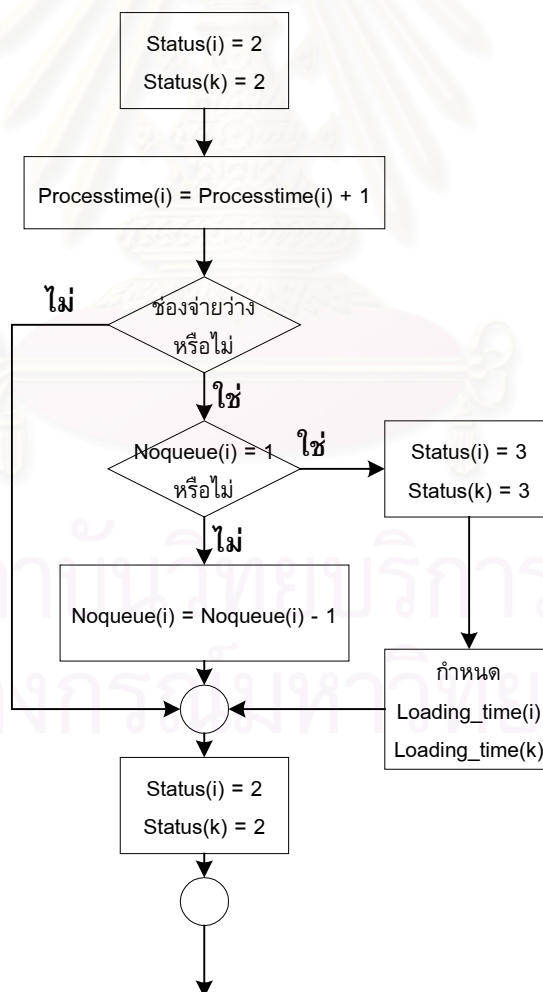 Status(i) = 2
Status(k) = 2
Processtime(i) = Processtime(i) + 1
ไม่
ช่องจ่ายว่าง
หรือไม่
ใช่
Noqueue(i) = 1
หรือไม่
ใช่
Status(i) = 3
Status(k) = 3
ไม่
Noqueue(i) = Noqueue(i) - 1
กำหนด
Loading_time(i)
Loading_time(k)
Status(i) = 2
Status(k) = 2